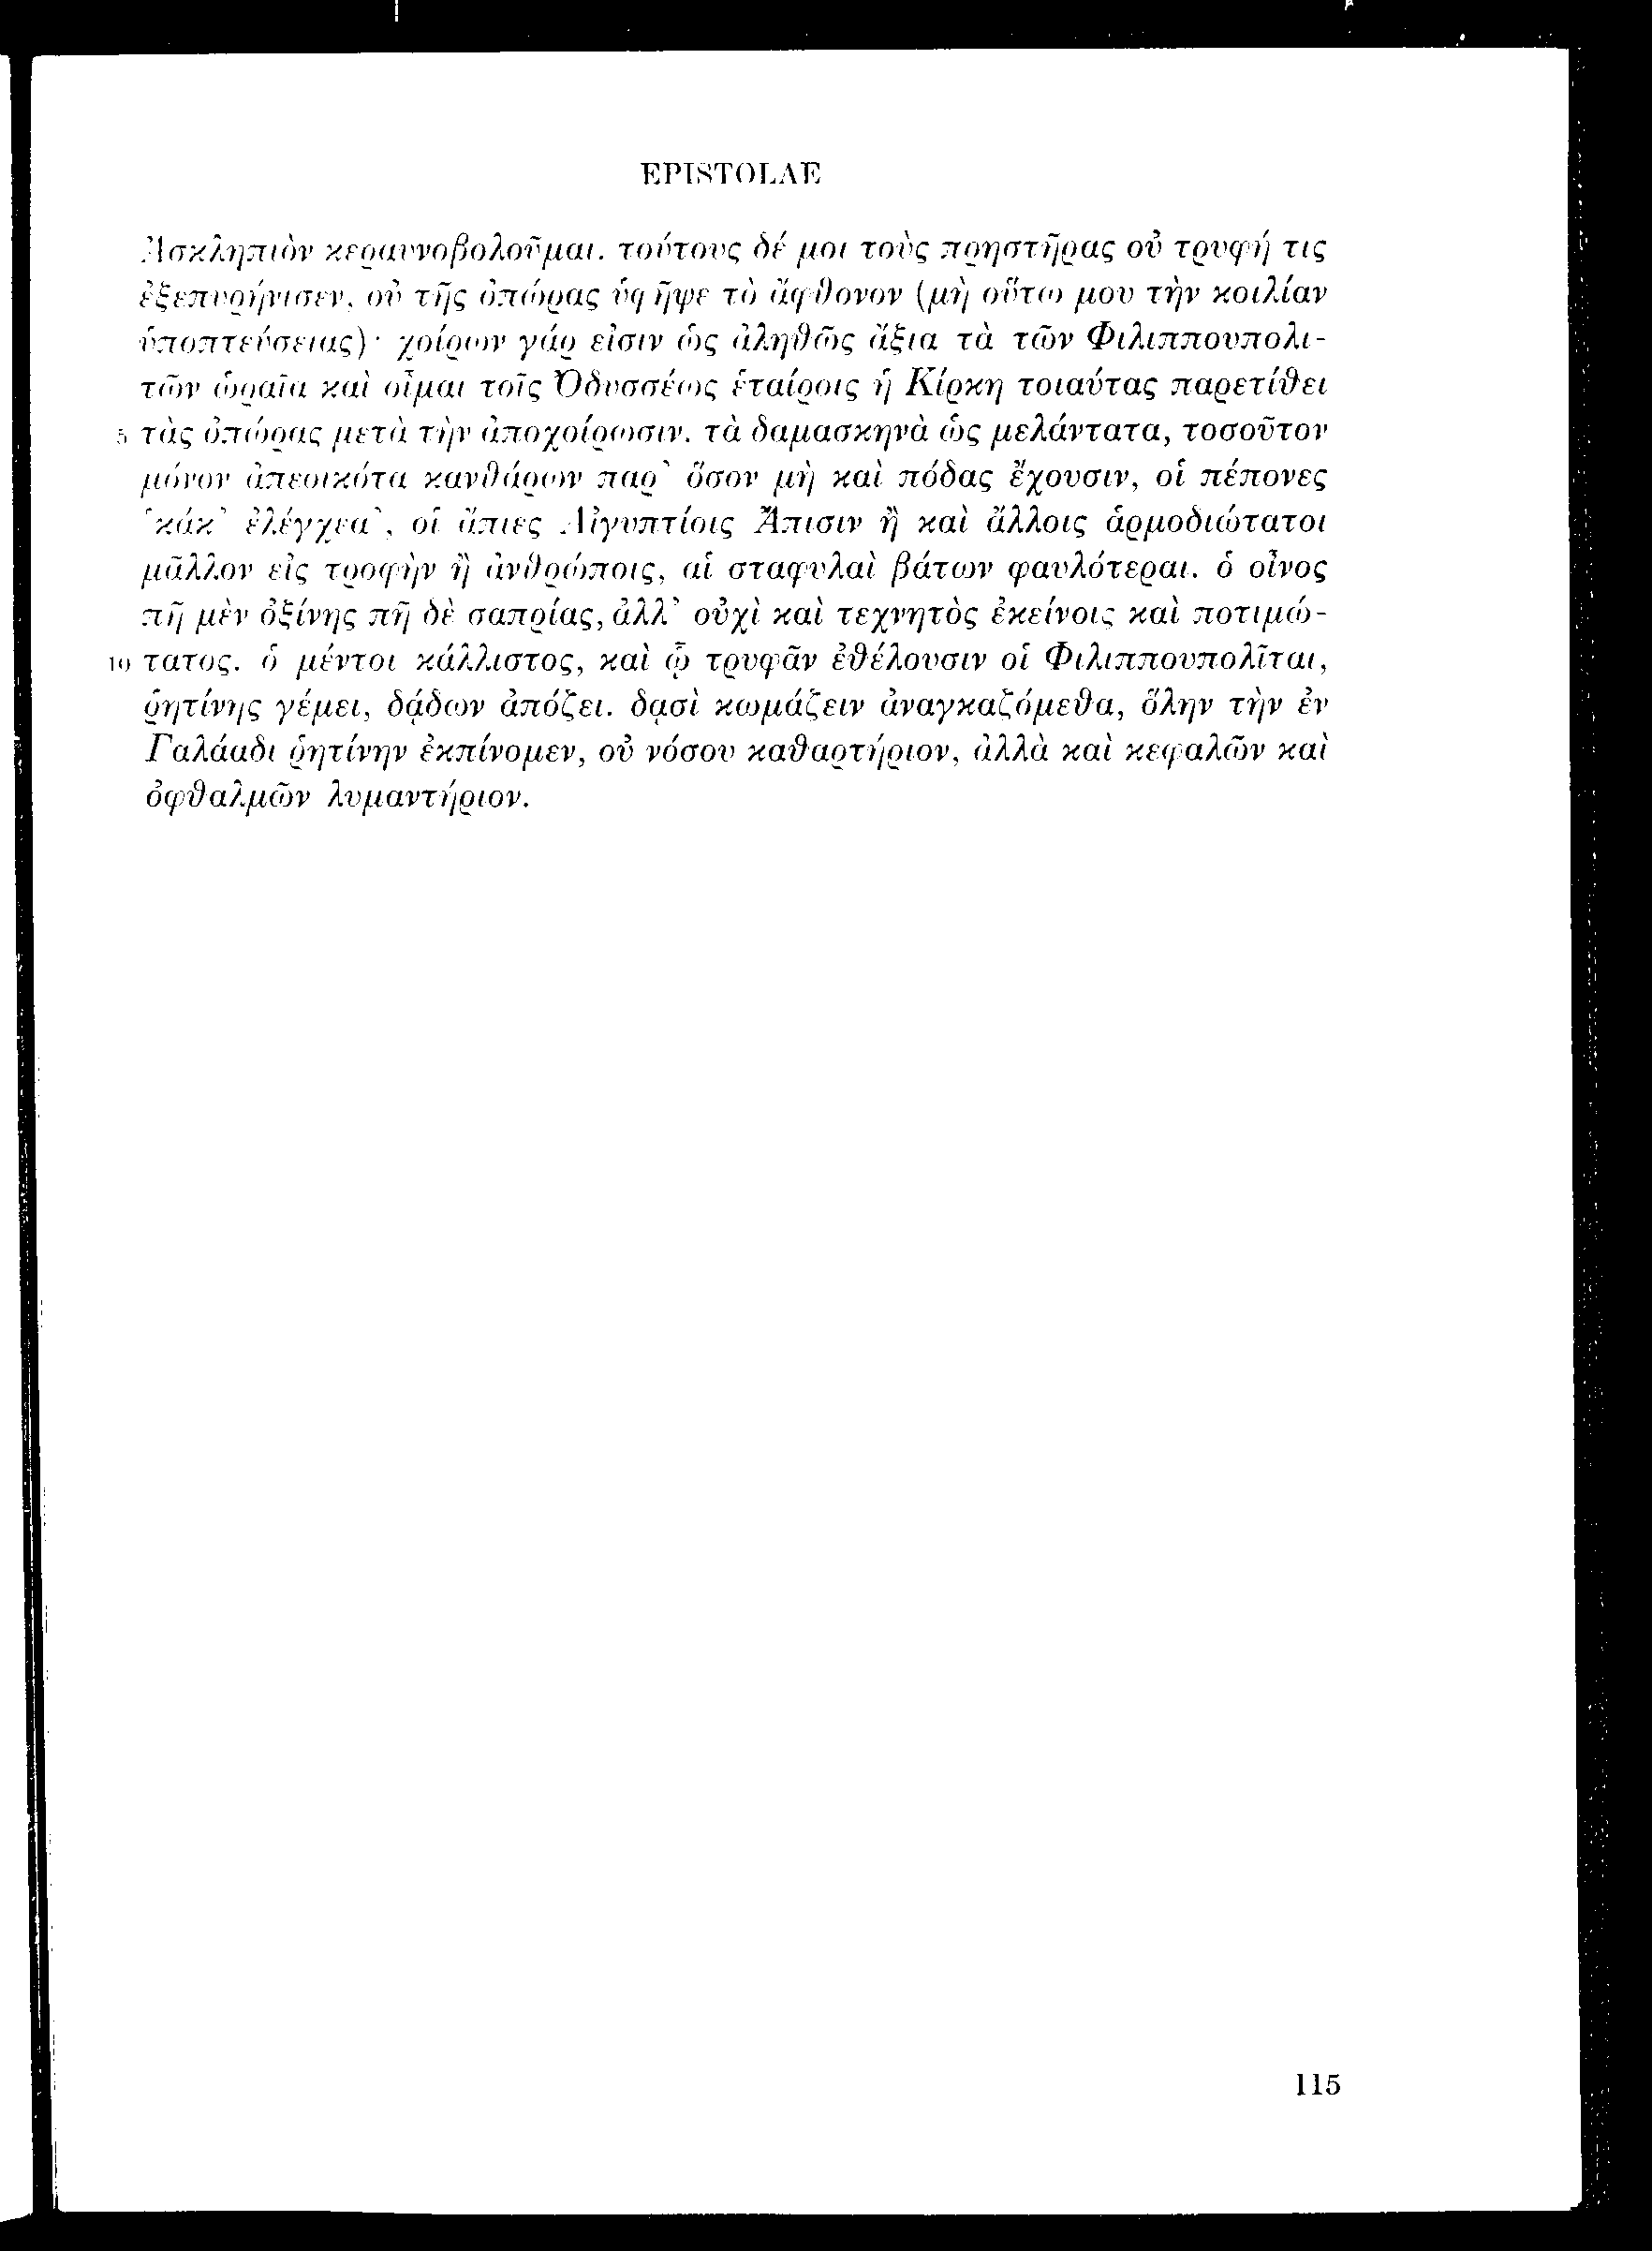 EPISTOLAE
Ἀσκληπιὸν κεραυνοβολοῦμαι. τούτους δέ μοι τοὺς πρηστῆρας οὐ τρυφή τις
ἐξεπυρήνισεν, οὐ τῆς ὀπώρας ὑφῆψε τὸ ἄφθονον (μὴ οὕτω μου τὴν κοιλίαν
ὑποπτεύσειας)· χοίρων γάρ εἰσιν ὡς ἀληθῶς ἄξια τὰ τῶν Φιλιππουπολι-
τῶν ὡραῖα καὶ οἶμαι τοῖς Ὀδυσσέως ἑταίροις ἡ Κίρκη τοιαύτας παρετίθει
5 τὰς ὀπώρας μετὰ τὴν ἀποχοίρωσιν. τὰ δαμασκηνὰ ὡς μελάντατα, τοσοῦτον
μόνον ἀπεοικότα κανθάρων παρ' ὅσον μὴ καὶ πόδας ἔχουσιν, οἱ πέπονες
'κάκ' ἐλέγχεα', οἱ ἄπιες Αἰγυπτίοις Ἄπισιν ἢ καὶ ἄλλοις ἁρμοδιώτατοι
μᾶλλον εἰς τροφὴν ἢ ἀνθρώποις, αἱ σταφυλαὶ βάτων φαυλότεραι. ὁ οἶνος
πῆ μὲν ὀξίνης πῆ δὲ σαπρίας, ἀλλ' οὐχὶ καὶ τεχνητὸς ἐκείνοις καὶ ποτιμώ-
10 τατος. ὁ μέντοι κάλλιστος, καὶ ᾧ τρυφᾶν ἐθέλουσιν οἱ Φιλιππουπολῖται,
ῥητίνης γέμει, δᾴδων ἀπόζει. δᾳσὶ κωμάζειν ἀναγκαζόμεθα, ὅλην τὴν ἐν
Γαλάαδι ῥητίνην ἐκπίνομεν, οὐ νόσου καθαρτήριον, ἀλλὰ καὶ κεφαλῶν καὶ
ὀφθαλμῶν λυμαντήριον.
115